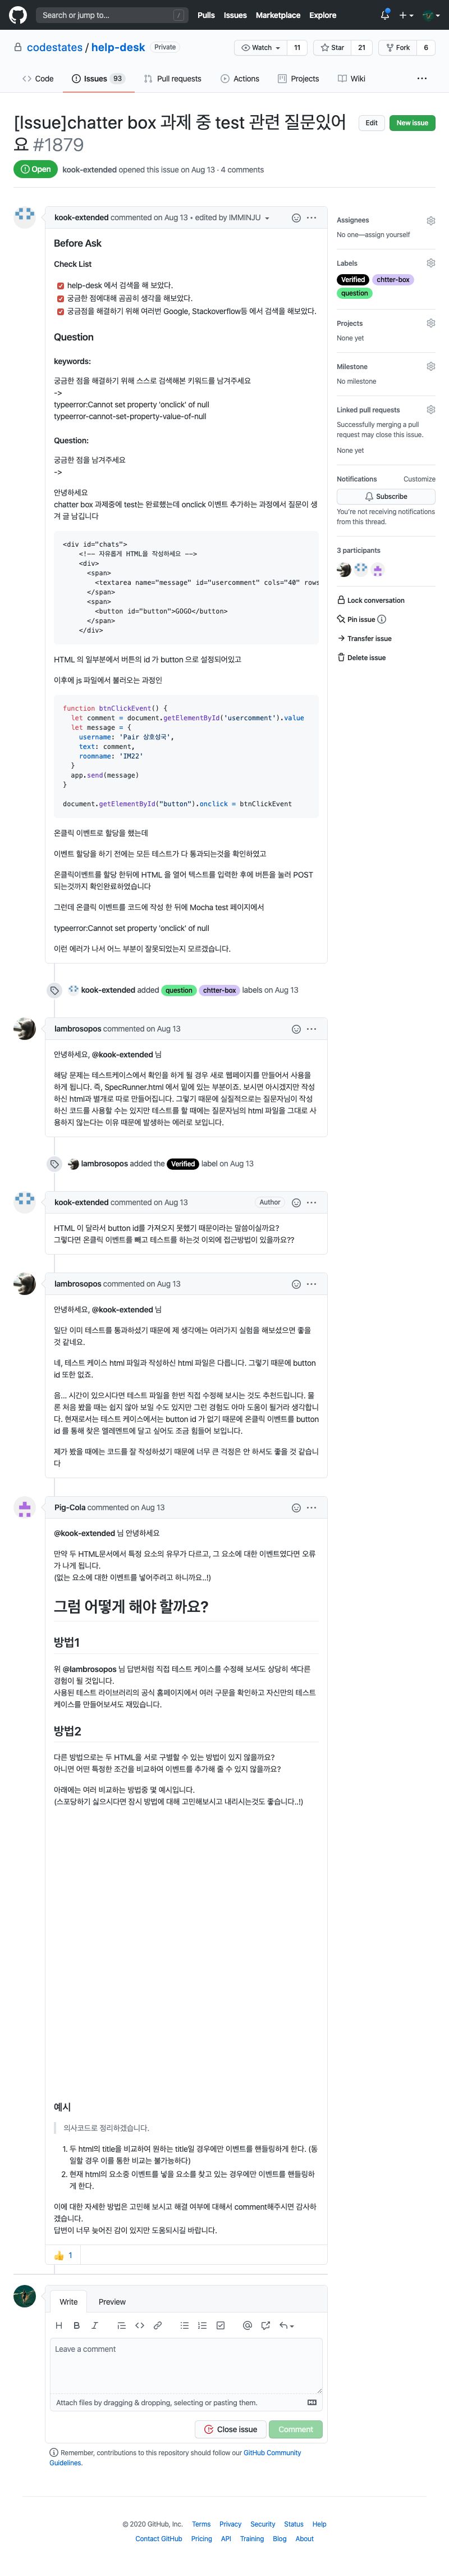 Search or jump to...
/
Pulls Issues Marketplace Explore
codestates / help-desk Private
Watch 11
Star 21
Fork 6
Code
Issues 93
Pull requests
Actions
Projects
Wiki
[Issue]chatter box 과제 중 test 관련 질문있어
요 #1879
Edit
New issue
Open
kook-extended opened this issue on Aug 13 · 4 comments
kook-extended commented on Aug 13 • edited by IMMINJU
Before Ask
Check List
help-desk 에서 검색을 해 보았다.
궁금한 점에대해 곰곰히 생각을 해보았다.
궁금점을 해결하기 위해 여러번 Google, Stackoverflow등 에서 검색을 해보았다.
Question
keywords:
궁금한 점을 해결하기 위해 스스로 검색해본 키워드를 남겨주세요
->
typeerror:Cannot set property 'onclick' of null
typeerror-cannot-set-property-value-of-null
Question:
궁금한 점을 남겨주세요
->
안녕하세요
chatter box 과제중에 test는 완료했는데 onclick 이벤트 추가하는 과정에서 질문이 생
겨 글 남깁니다
<div id="chats">
<!-- 자유롭게 HTML을 작성하세요 -->
<div>
<span>
<textarea name="message" id="usercomment" cols="40" rows
</span>
<span>
<button id="button">GOGO</button>
</span>
</div>
HTML 의 일부분에서 버튼의 id 가 button 으로 설정되어있고
이후에 js 파일에서 불러오는 과정인
function btnClickEvent() {
let comment = document.getElementById('usercomment').value
let message = {
username: 'Pair 상호성국',
text: comment,
roomname: 'IM22'
}
app.send(message)
}
document.getElementById("button").onclick = btnClickEvent
온클릭 이벤트로 할당을 했는데
이벤트 할당을 하기 전에는 모든 테스트가 다 통과되는것을 확인하였고
온클릭이벤트를 할당 한뒤에 HTML 을 열어 텍스트를 입력한 후에 버튼을 눌러 POST
되는것까지 확인완료하였습니다
그런데 온클릭 이벤트를 코드에 작성 한 뒤에 Mocha test 페이지에서
typeerror:Cannot set property 'onclick' of null
이런 에러가 나서 어느 부분이 잘못되었는지 모르겠습니다.
kook-extended added question chtter-box labels on Aug 13
lambrosopos commented on Aug 13
안녕하세요, @kook-extended 님
해당 문제는 테스트케이스에서 확인을 하게 될 경우 새로 웹페이지를 만들어서 사용을
하게 됩니다. 즉, SpecRunner.html 에서 밑에 있는 부분이죠. 보시면 아시겠지만 작성
하신 html과 별개로 따로 만들어집니다. 그렇기 때문에 실질적으로는 질문자님이 작성
하신 코드를 사용할 수는 있지만 테스트를 할 때에는 질문자님의 html 파일을 그대로 사
용하지 않는다는 이유 때문에 발생하는 에러로 보입니다.
lambrosopos added the Verified label on Aug 13
kook-extended commented on Aug 13
Author
HTML 이 달라서 button id를 가져오지 못했기 때문이라는 말씀이실까요?
그렇다면 온클릭 이벤트를 빼고 테스트를 하는것 이외에 접근방법이 있을까요??
lambrosopos commented on Aug 13
안녕하세요, @kook-extended 님
일단 이미 테스트를 통과하셨기 때문에 제 생각에는 여러가지 실험을 해보셨으면 좋을
것 같네요.
네, 테스트 케이스 html 파일과 작성하신 html 파일은 다릅니다. 그렇기 때문에 button
id 또한 없죠.
음... 시간이 있으시다면 테스트 파일을 한번 직접 수정해 보시는 것도 추천드립니다. 물
론 처음 봤을 때는 쉽지 않아 보일 수도 있지만 그런 경험도 아마 도움이 될거라 생각합니
다. 현재로서는 테스트 케이스에서는 button id 가 없기 때문에 온클릭 이벤트를 button
id 를 통해 찾은 엘레멘트에 달고 싶어도 조금 힘들어 보입니다.
제가 봤을 때에는 코드를 잘 작성하셨기 때문에 너무 큰 걱정은 안 하셔도 좋을 것 같습니
다
Pig-Cola commented on Aug 13
@kook-extended 님 안녕하세요
만약 두 HTML문서에서 특정 요소의 유무가 다르고, 그 요소에 대한 이벤트였다면 오류
가 나게 됩니다.
(없는 요소에 대한 이벤트를 넣어주려고 하니까요..!)
그럼 어떻게 해야 할까요?
방법1
위 @lambrosopos 님 답변처럼 직접 테스트 케이스를 수정해 보셔도 상당히 색다른
경험이 될 것입니다.
사용된 테스트 라이브러리의 공식 홈페이지에서 여러 구문을 확인하고 자신만의 테스트
케이스를 만들어보셔도 재밌습니다.
방법2
다른 방법으로는 두 HTML을 서로 구별할 수 있는 방법이 있지 않을까요?
아니면 어떤 특정한 조건을 비교하여 이벤트를 추가해 줄 수 있지 않을까요?
아래에는 여러 비교하는 방법중 몇 예시입니다.
(스포당하기 싫으시다면 잠시 방법에 대해 고민해보시고 내리시는것도 좋습니다..!)
예시
의사코드로 정리하겠습니다.
1. 두 html의 title을 비교하여 원하는 title일 경우에만 이벤트를 핸들링하게 한다. (동
일할 경우 이를 통한 비교는 불가능하다)
2. 현재 html의 요소중 이벤트를 넣을 요소를 찾고 있는 경우에만 이벤트를 핸들링하
게 한다.
이에 대한 자세한 방법은 고민해 보시고 해결 여부에 대해서 comment해주시면 감사하
겠습니다.
답변이 너무 늦어진 감이 있지만 도움되시길 바랍니다.
1
Write Preview
Leave a comment
Attach files by dragging & dropping, selecting or pasting them.
Close issue
Comment
Remember, contributions to this repository should follow our GitHub Community
Guidelines.
Assignees
No one—assign yourself
Labels
Verified chtter-box
question
Projects
None yet
Milestone
No milestone
Linked pull requests
Successfully merging a pull
request may close this issue.
None yet
Notifications Customize
Subscribe
You're not receiving notifications
from this thread.
3 participants
Lock conversation
Pin issue
Transfer issue
Delete issue
© 2020 GitHub, Inc. Terms Privacy Security Status Help
Contact GitHub Pricing API Training Blog About